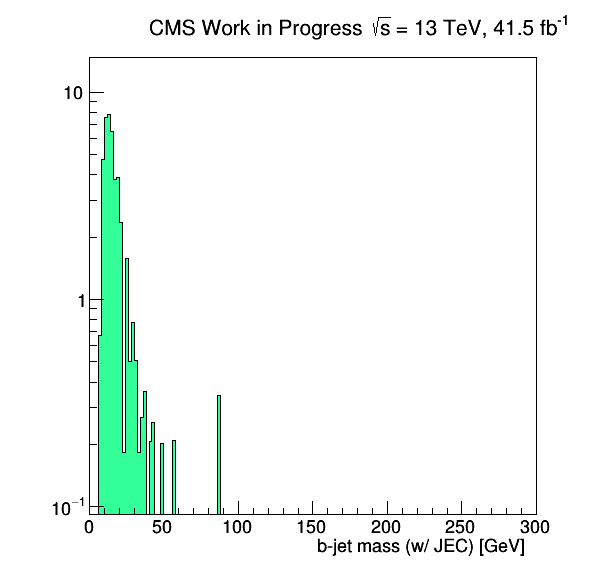 CMS Work in Progress √s = 13 TeV, 41.5 fb⁻¹
10
1
10⁻¹
0 50 100 150 200 250 300
b-jet mass (w/ JEC) [GeV]